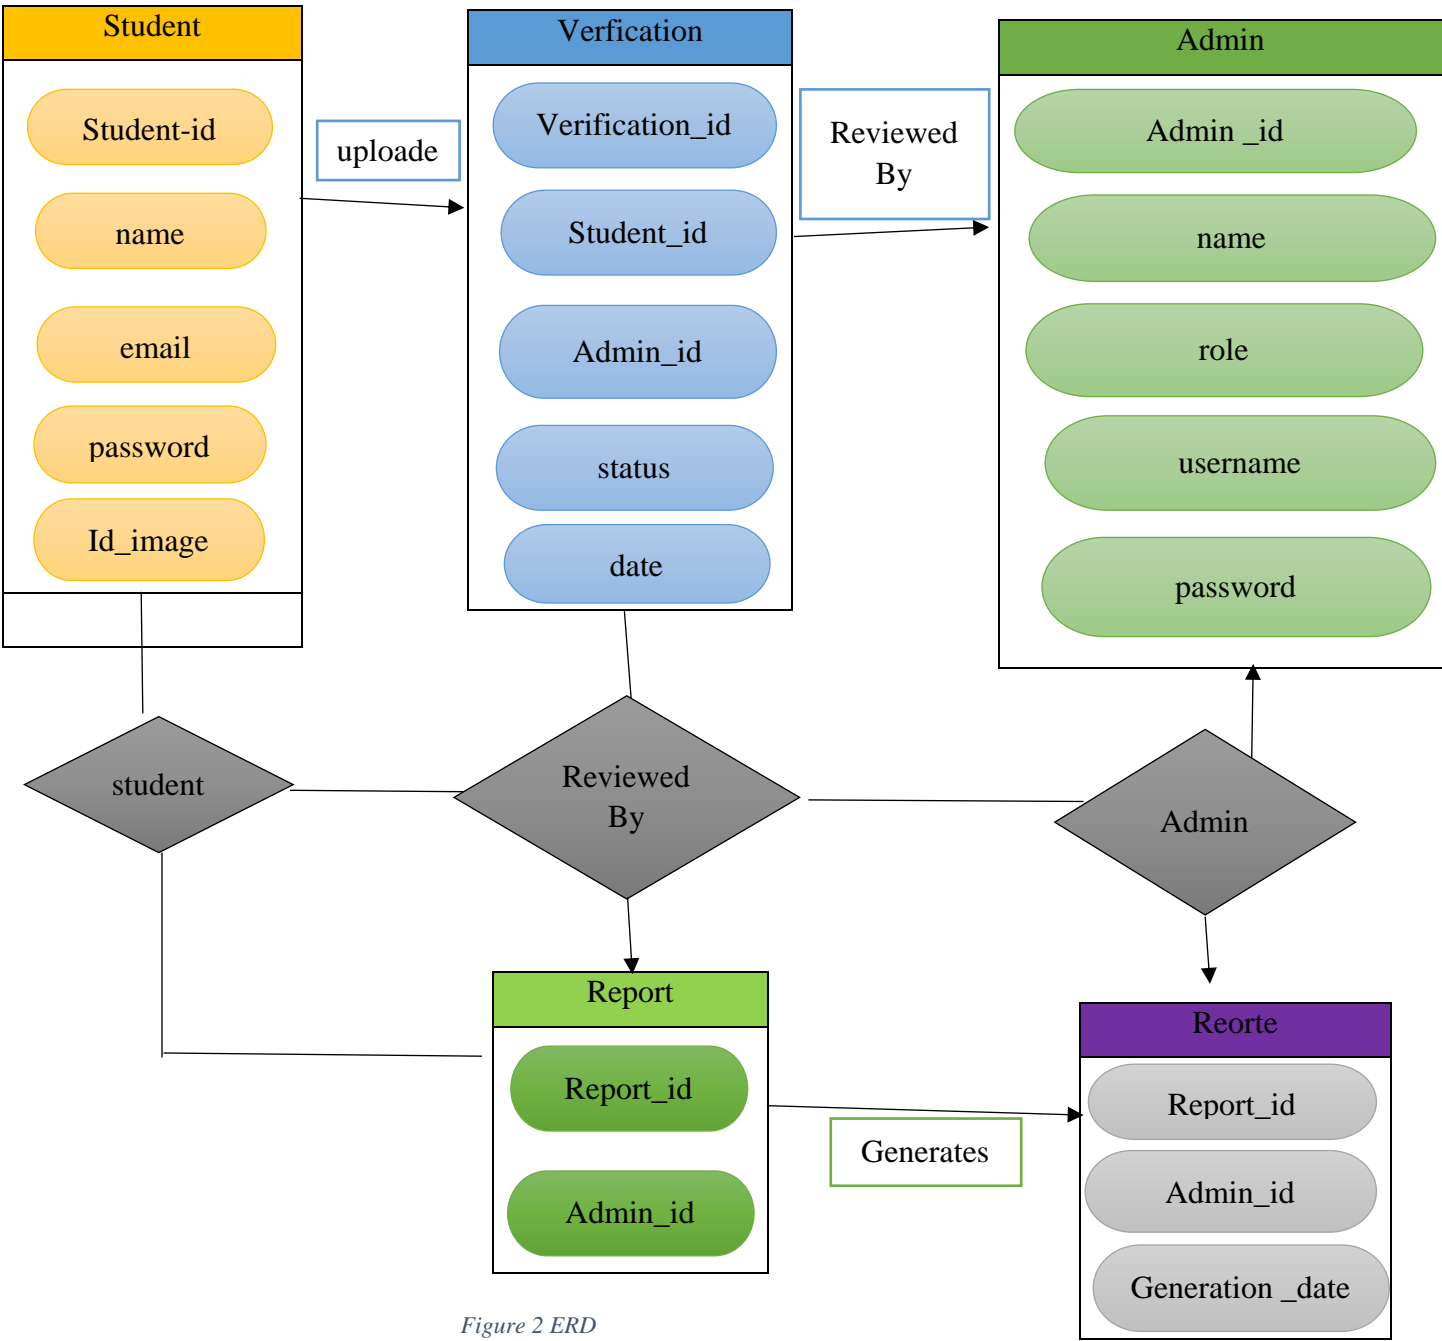 Student
Student-id
name
email
password
Id_image
uploade
Verfication
Verification_id
Student_id
Admin_id
status
date
Reviewed
By
Admin
Admin _id
name
role
username
password
student
Reviewed
By
Admin
Report
Report_id
Admin_id
Generates
Reorte
Report_id
Admin_id
Generation _date
Figure 2 ERD